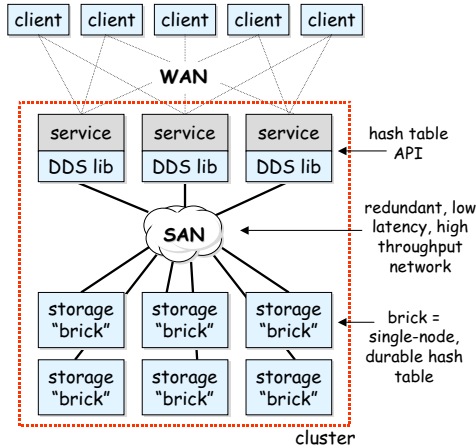 client client client client client
WAN
service service service
DDS lib DDS lib DDS lib
hash table
API
redundant, low
latency, high
throughput
network
SAN
storage storage storage
"brick" "brick" "brick"
brick =
single-node,
durable hash
table
storage storage storage
"brick" "brick" "brick"
cluster